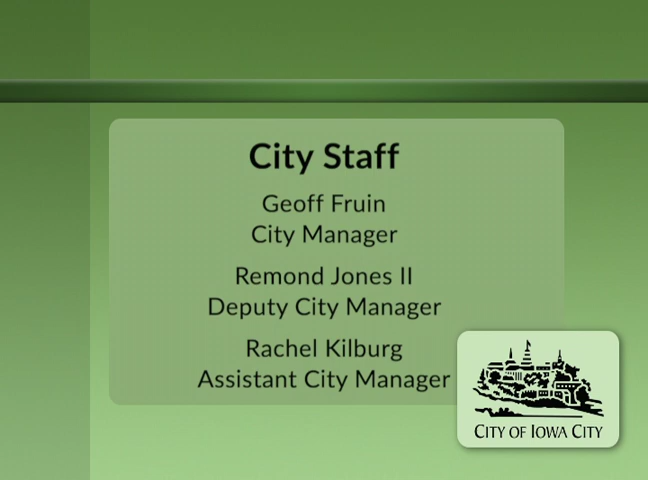 City Staff
Geoff Fruin
City Manager
Remond Jones II
Deputy City Manager
Rachel Kilburg
Assistant City Manager
CITY OF IOWA CITY